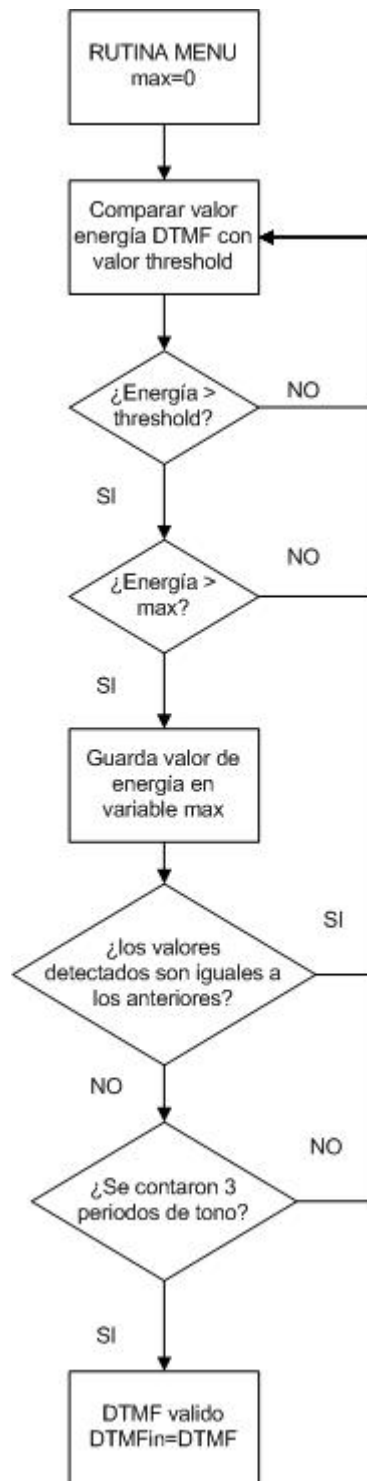 RUTINA MENU
max=0
Comparar valor
energía DTMF con
valor threshold
¿Energía >
threshold?
NO
SI
¿Energía >
max?
NO
SI
Guarda valor de
energía en
variable max
¿los valores
detectados son iguales a
los anteriores?
SI
NO
¿Se contaron 3
periodos de tono?
NO
SI
DTMF valido
DTMFin=DTMF